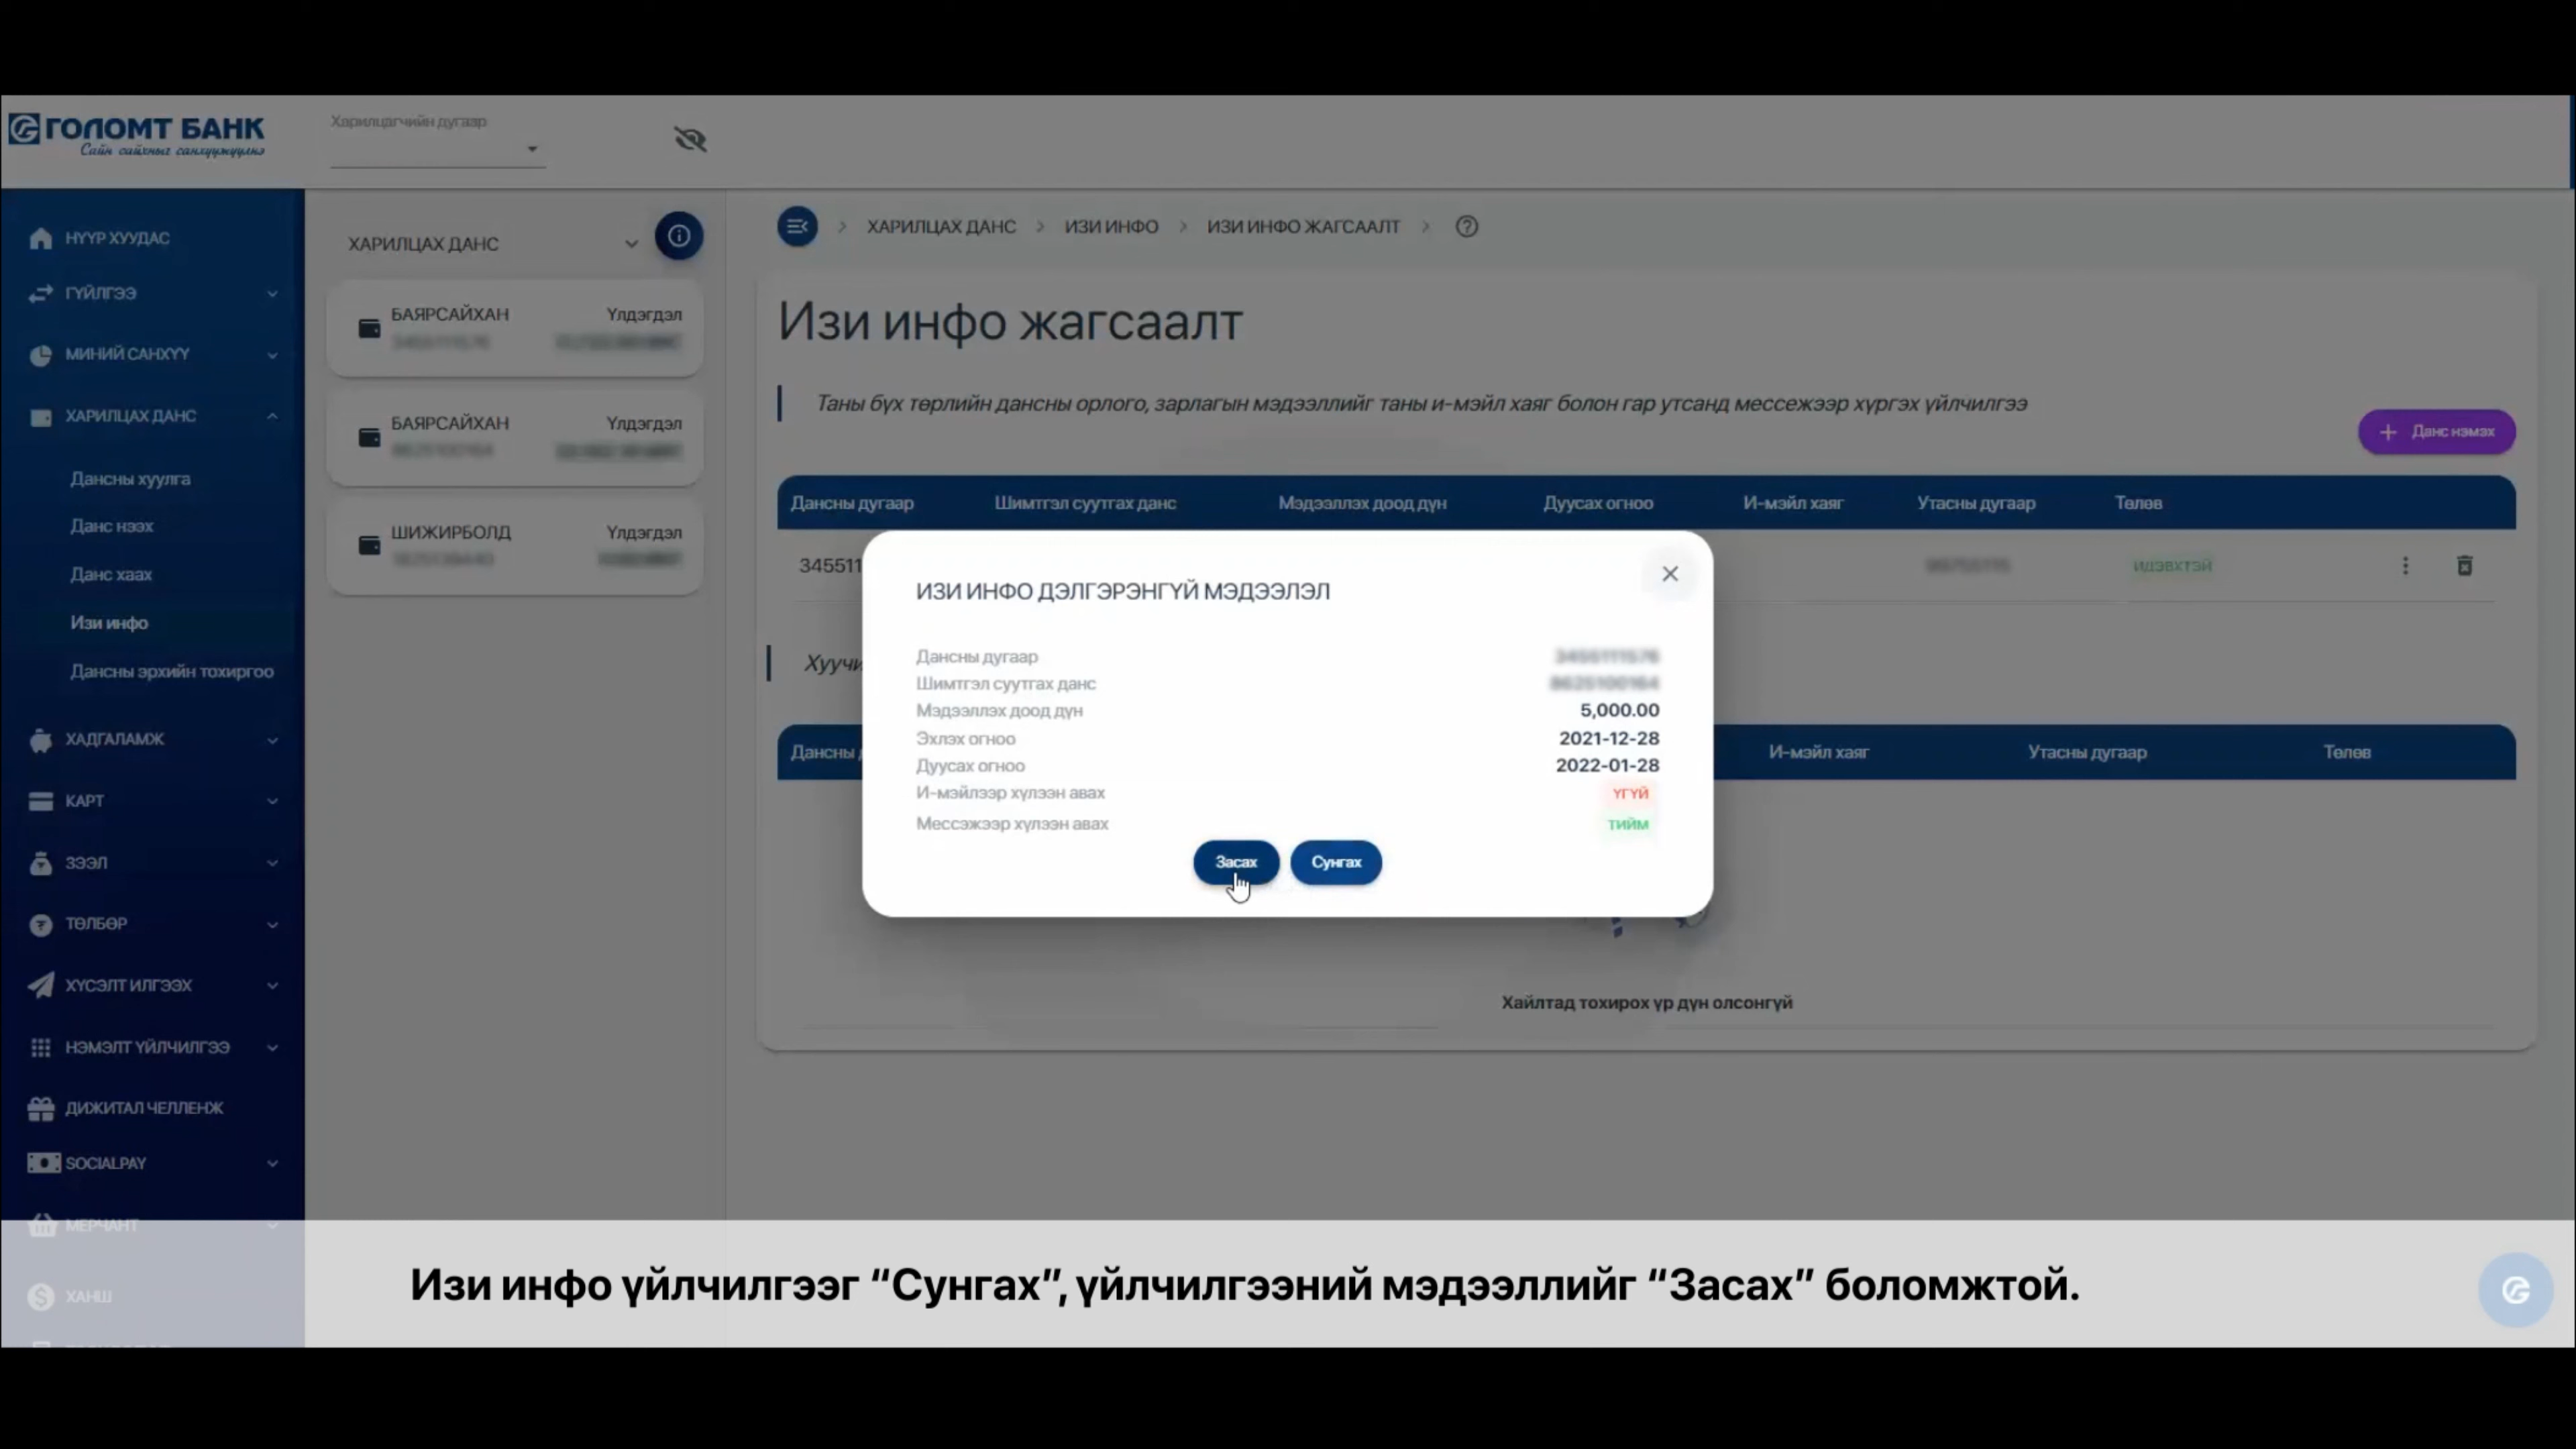 ГОЛОМТ БАНК
Сайн сайхныг санхүүжүүлнэ
Харилцагчийн дугаар
НҮҮР ХУУДАС
ГҮЙЛГЭЭ
МИНИЙ САНХҮҮ
ХАРИЛЦАХ ДАНС
Дансны хуулга
Данс нээх
Данс хаах
Изи инфо
Дансны эрхийн тохиргоо
ХАДГАЛАМЖ
КАРТ
ЗЭЭЛ
ТӨЛБӨР
ХҮСЭЛТ ИЛГЭЭХ
НЭМЭЛТ ҮЙЛЧИЛГЭЭ
ДИЖИТАЛ ЧЕЛЛЕНЖ
SOCIALPAY
МЕРЧАНТ
ХАНШ
ХАРИЛЦАХ ДАНС
БАЯРСАЙХАН Үлдэгдэл
БАЯРСАЙХАН Үлдэгдэл
ШИЖИРБОЛД Үлдэгдэл
> ХАРИЛЦАХ ДАНС > ИЗИ ИНФО > ИЗИ ИНФО ЖАГСААЛТ >
Изи инфо жагсаалт
Таны бүх төрлийн дансны орлого, зарлагын мэдээллийг таны и-мэйл хаяг болон гар утсанд мессежээр хүргэх үйлчилгээ
+ Данс нэмэх
Дансны дугаар Шимтгэл суутгах данс Мэдээллэх доод дүн Дуусах огноо И-мэйл хаяг Утасны дугаар Төлөв
345511 ИДЭВХТЭЙ
ИЗИ ИНФО ДЭЛГЭРЭНГҮЙ МЭДЭЭЛЭЛ
Дансны дугаар
Шимтгэл суутгах данс
Мэдээллэх доод дүн 5,000.00
Эхлэх огноо 2021-12-28
Дуусах огноо 2022-01-28
И-мэйлээр хүлээн авах ҮГҮЙ
Мессэжээр хүлээн авах ТИЙМ
Засах Сунгах
Дансны И-мэйл хаяг Утасны дугаар Төлөв
Хайлтад тохирох үр дүн олсонгүй
Изи инфо үйлчилгээг “Сунгах”, үйлчилгээний мэдээллийг “Засах” боломжтой.